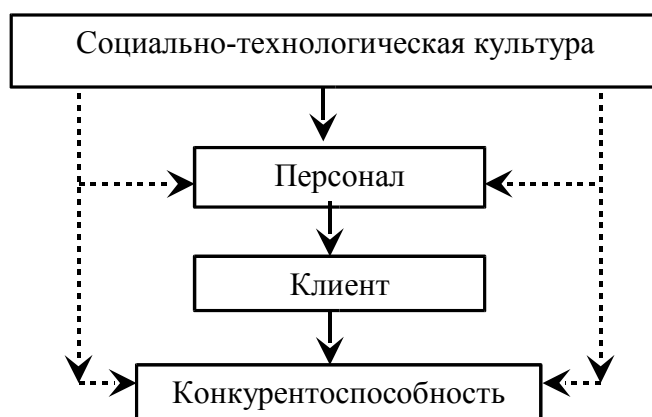 Социально-технологическая культура
Персонал
Клиент
Конкурентоспособность